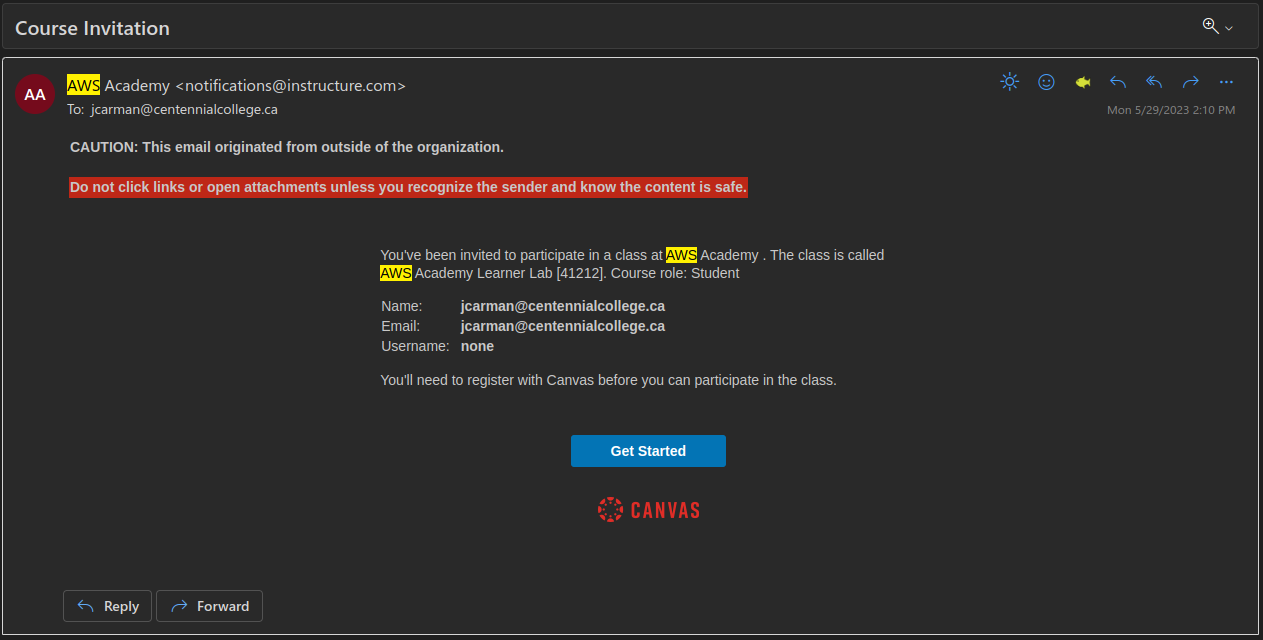 Course Invitation
AA
AWS Academy <notifications@instructure.com>
To: jcarman@centennialcollege.ca
Mon 5/29/2023 2:10 PM
CAUTION: This email originated from outside of the organization.
Do not click links or open attachments unless you recognize the sender and know the content is safe.
You've been invited to participate in a class at AWS Academy . The class is called
AWS Academy Learner Lab [41212]. Course role: Student
Name: jcarman@centennialcollege.ca
Email: jcarman@centennialcollege.ca
Username: none
You'll need to register with Canvas before you can participate in the class.
Get Started
CANVAS
Reply Forward